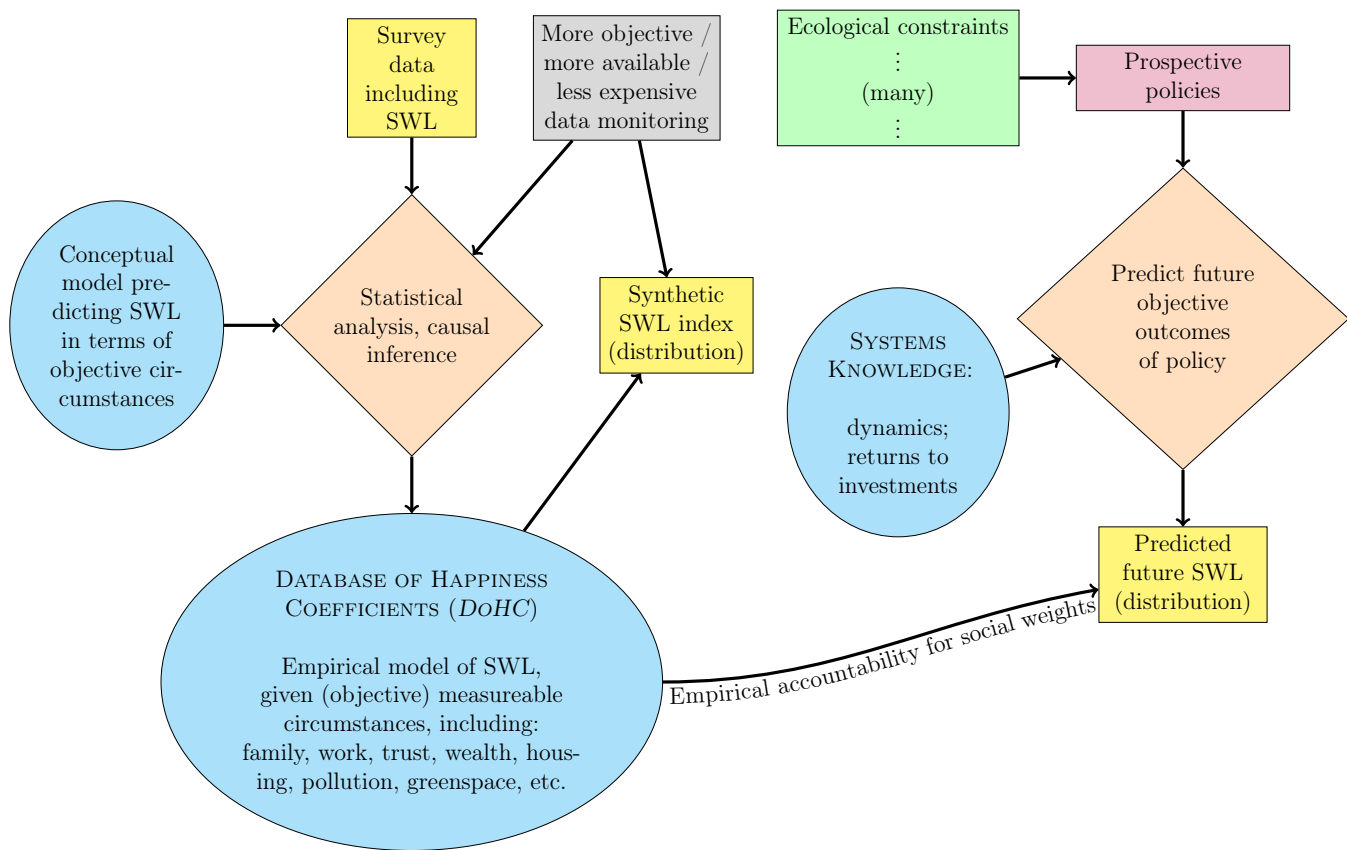 Survey
data
including
SWL
More objective /
more available /
less expensive
data monitoring
Ecological constraints
⋮
(many)
⋮
Prospective
policies
Conceptual
model pre-
dicting SWL
in terms of
objective cir-
cumstances
Statistical
analysis, causal
inference
Synthetic
SWL index
(distribution)
Systems
Knowledge:
dynamics;
returns to
investments
Predict future
objective
outcomes
of policy
Predicted
future SWL
(distribution)
Database of Happiness
Coefficients (DoHC)
Empirical model of SWL,
given (objective) measureable
circumstances, including:
family, work, trust, wealth, hous-
ing, pollution, greenspace, etc.
Empirical accountability for social weights